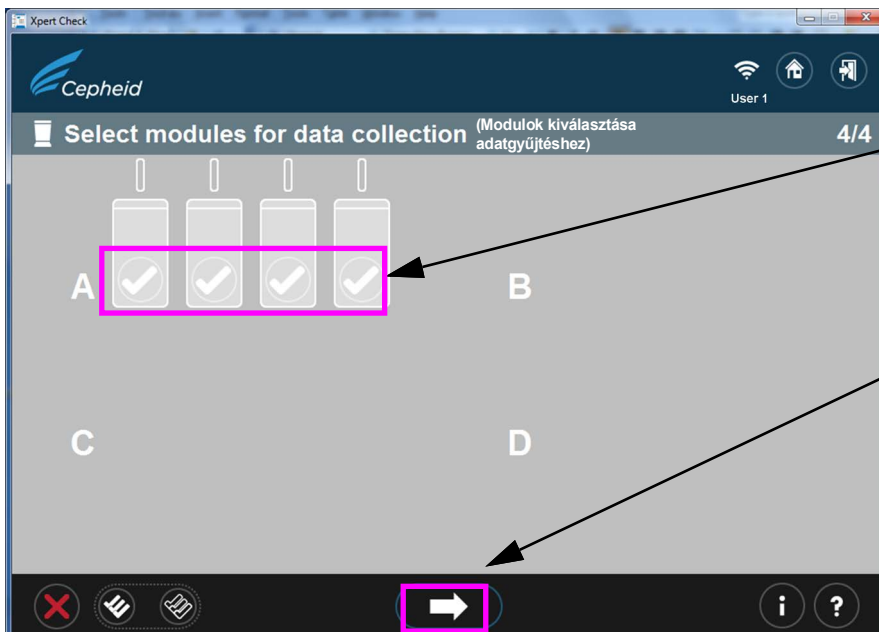 Xpert Check
Cepheid
User 1
Select modules for data collection (Modulok kiválasztása
adatgyűjtéshez)
4/4
A
B
C
D
i
?